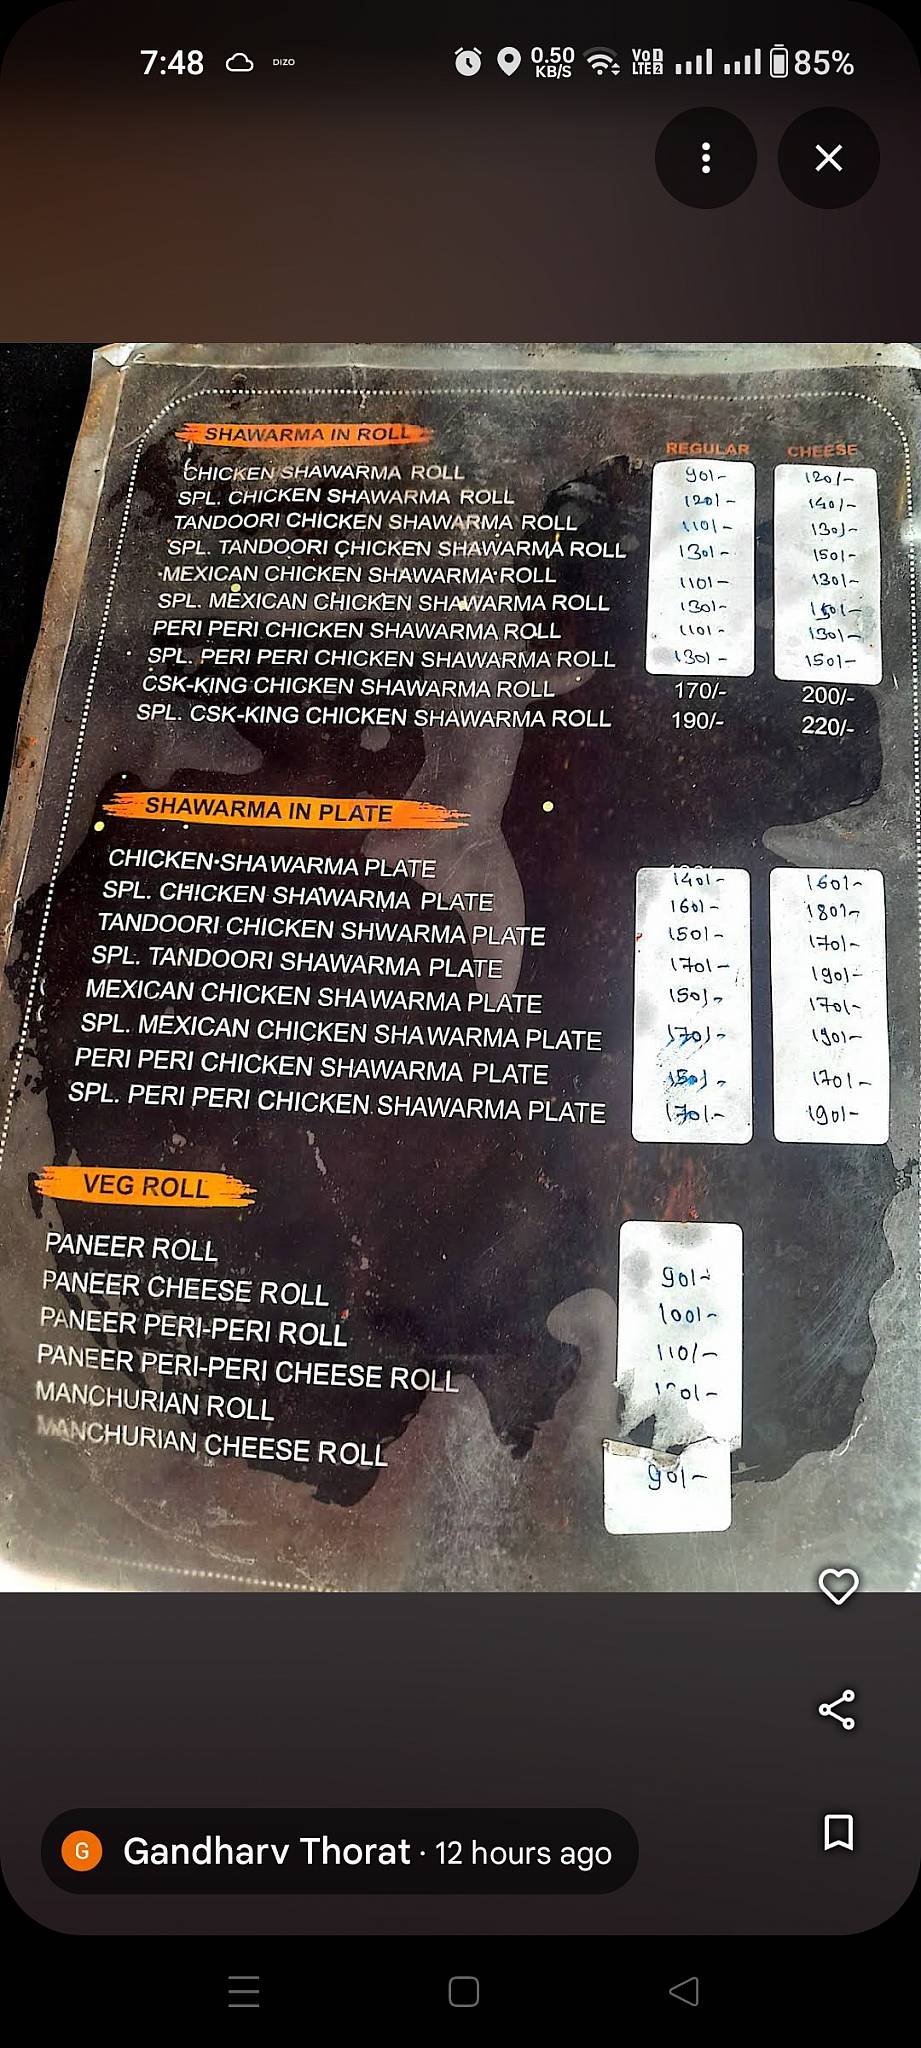 7:48 DIZO 0.50 KB/S VoD LTE2 85%
SHAWARMA IN ROLL REGULAR CHEESE
CHICKEN SHAWARMA ROLL 90/- 120/-
SPL. CHICKEN SHAWARMA ROLL 120/- 140/-
TANDOORI CHICKEN SHAWARMA ROLL 110/- 130/-
SPL. TANDOORI CHICKEN SHAWARMA ROLL 130/- 150/-
MEXICAN CHICKEN SHAWARMA ROLL 110/- 130/-
SPL. MEXICAN CHICKEN SHAWARMA ROLL 130/- 150/-
PERI PERI CHICKEN SHAWARMA ROLL 110/- 130/-
SPL. PERI PERI CHICKEN SHAWARMA ROLL 130/- 150/-
CSK-KING CHICKEN SHAWARMA ROLL 170/- 200/-
SPL. CSK-KING CHICKEN SHAWARMA ROLL 190/- 220/-
SHAWARMA IN PLATE
CHICKEN SHAWARMA PLATE 140/- 160/-
SPL. CHICKEN SHAWARMA PLATE 160/- 180/-
TANDOORI CHICKEN SHWARMA PLATE 150/- 170/-
SPL. TANDOORI SHAWARMA PLATE 170/- 190/-
MEXICAN CHICKEN SHAWARMA PLATE 150/- 170/-
SPL. MEXICAN CHICKEN SHAWARMA PLATE 170/- 190/-
PERI PERI CHICKEN SHAWARMA PLATE 150/- 170/-
SPL. PERI PERI CHICKEN SHAWARMA PLATE 170/- 190/-
VEG ROLL
PANEER ROLL 90/-
PANEER CHEESE ROLL 100/-
PANEER PERI-PERI ROLL 110/-
PANEER PERI-PERI CHEESE ROLL
MANCHURIAN ROLL
MANCHURIAN CHEESE ROLL 90/-
G Gandharv Thorat · 12 hours ago